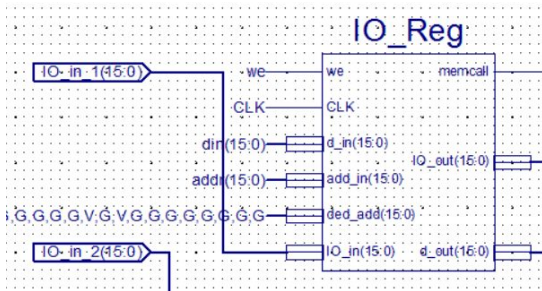 IO_Reg
IO_in_1(15:0)
we
we
memcall
CLK
CLK
din(15:0)
d_in(15:0)
IO_out(15:0)
addr(15:0)
add_in(15:0)
G,G,G,G,V,G,V,G,G,G,G,G,G,G,G
ded_add(15:0)
IO_in_2(15:0)
IO_in(15:0)
d_out(15:0)